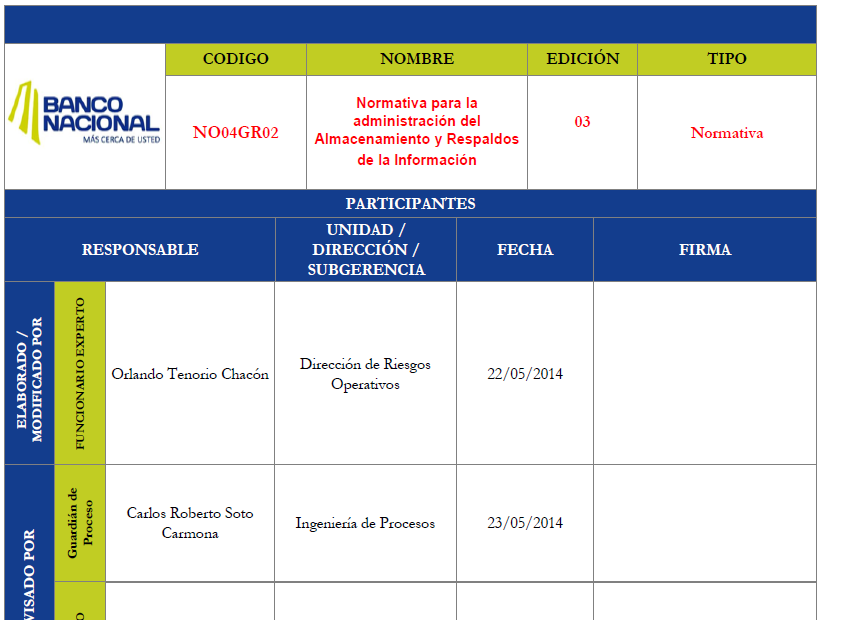 CODIGO
NOMBRE
EDICIÓN
TIPO
BANCO
NACIONAL
MÁS CERCA DE USTED
NO04GR02
Normativa para la
administración del
Almacenamiento y Respaldos
de la Información
03
Normativa
PARTICIPANTES
RESPONSABLE
UNIDAD /
DIRECCIÓN /
SUBGERENCIA
FECHA
FIRMA
ELABORADO /
MODIFICADO POR
FUNCIONARIO EXPERTO
Orlando Tenorio Chacón
Dirección de Riesgos
Operativos
22/05/2014
VISADO POR
Guardián de
Proceso
Carlos Roberto Soto
Carmona
Ingeniería de Procesos
23/05/2014
O